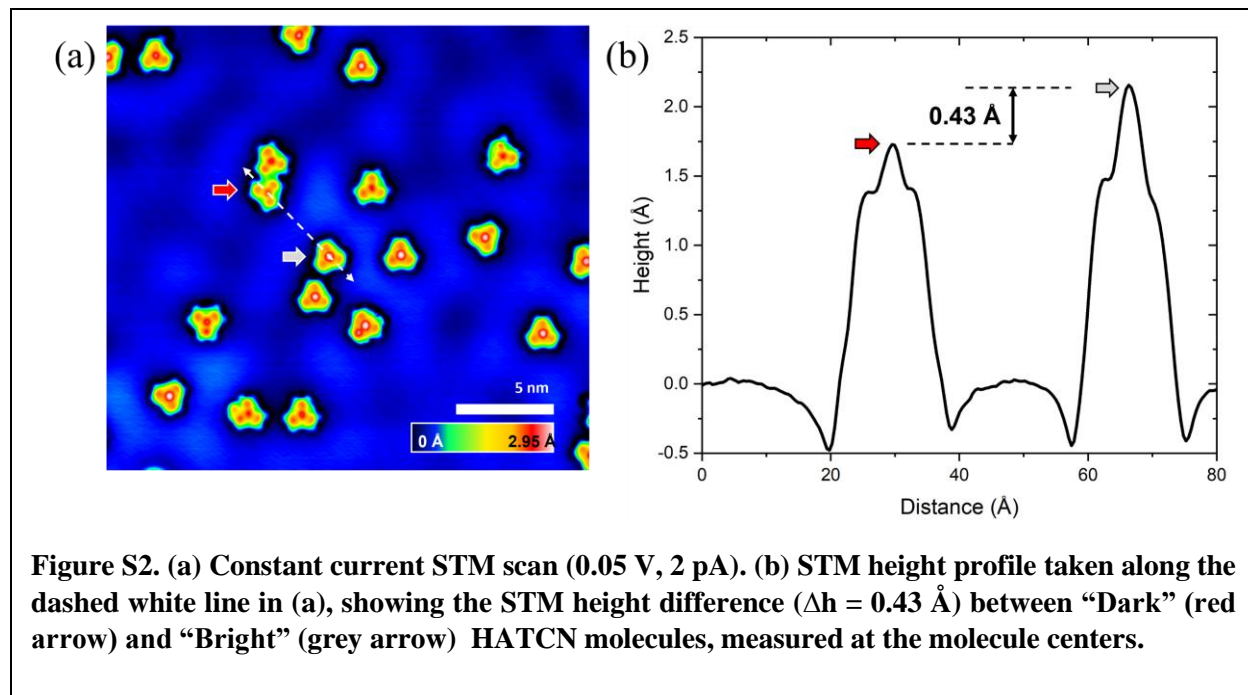 (a)
5 nm
0 Å 2.95 Å
(b)
2.5
2.0
1.5
1.0
0.5
0.0
-0.5
Height (Å)
0.43 Å
0 20 40 60 80
Distance (Å)
Figure S2. (a) Constant current STM scan (0.05 V, 2 pA). (b) STM height profile taken along the
dashed white line in (a), showing the STM height difference (Δh = 0.43 Å) between “Dark” (red
arrow) and “Bright” (grey arrow) HATCN molecules, measured at the molecule centers.